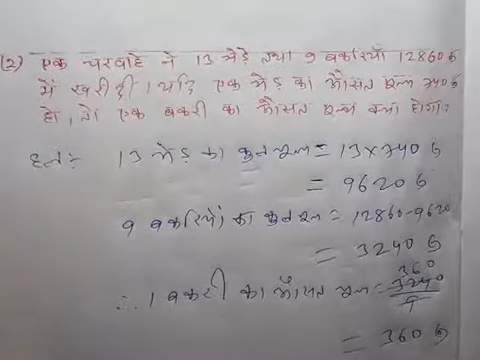 (2) एक चरवाहे ने 13 भेड़े तथा 9 बकरियाँ 12860 रु
में खरीदी । यदि एक भेड़ का औसत मूल्य 740 रु
हो, तो एक बकरी का औसत मूल्य क्या होगा?
हल:- 13 भेड़ का कुल मूल्य = 13×740 रु
= 9620 रु
9 बकरियों का कुल मूल्य = 12860-9620
= 3240 रु
∴ 1 बकरी का औसत मूल्य = 360 3240/9
= 360 रु